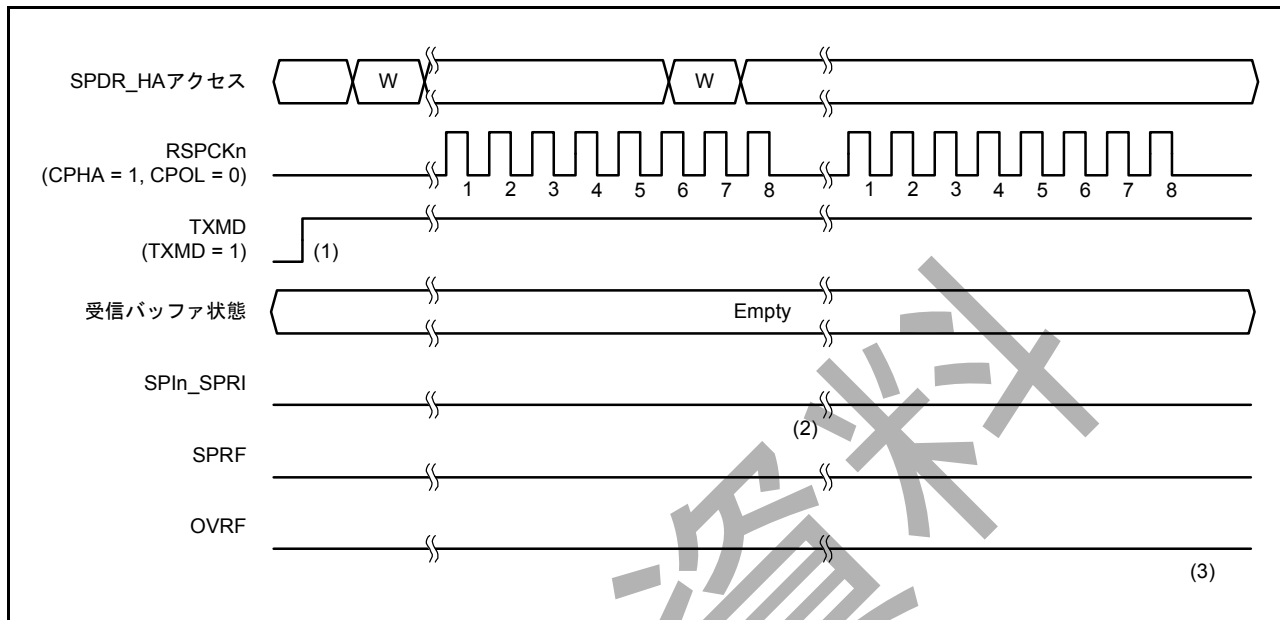 SPDR_HAアクセス
W
W
RSPCKn
(CPHA = 1, CPOL = 0)
1 2 3 4 5 6 7 8
1 2 3 4 5 6 7 8
TXMD
(TXMD = 1)
(1)
受信バッファ状態
Empty
SPIn_SPRI
(2)
SPRF
OVRF
(3)
資料